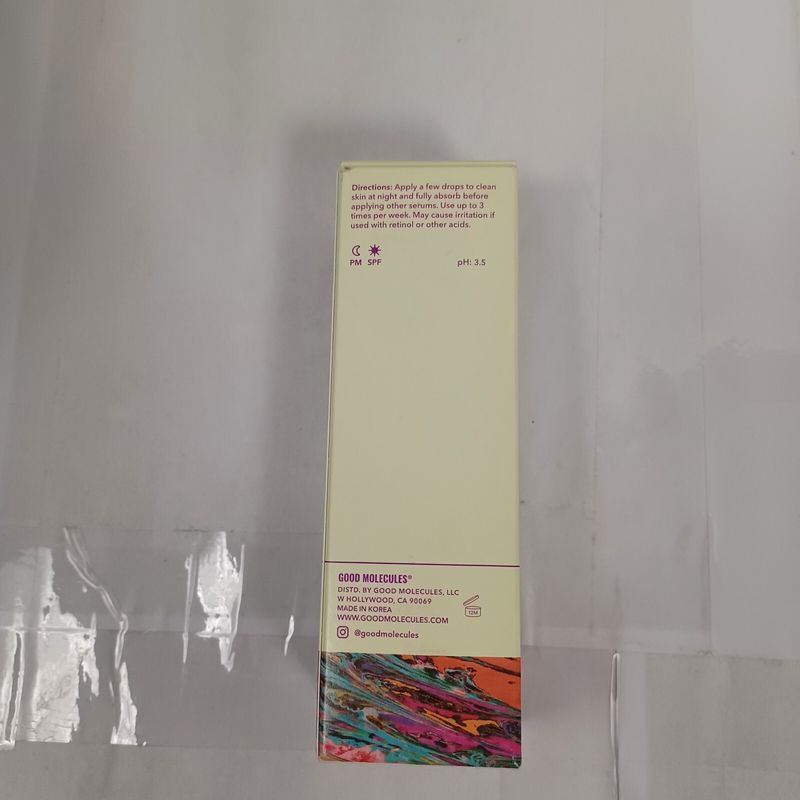 Directions: Apply a few drops to clean
skin at night and fully absorb before
applying other serums. Use up to 3
times per week. May cause irritation if
used with retinol or other acids.
PM SPF pH: 3.5
GOOD MOLECULES®
DISTD. BY GOOD MOLECULES, LLC
W HOLLYWOOD, CA 90069
MADE IN KOREA
WWW.GOODMOLECULES.COM
@goodmolecules
12M